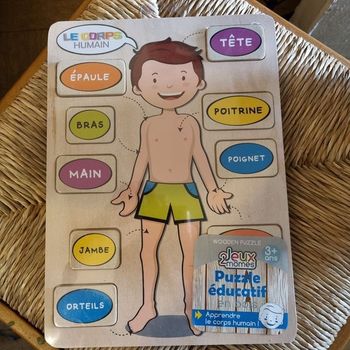 LE CORPS
HUMAIN
TÊTE
ÉPAULE
POITRINE
BRAS
POIGNET
MAIN
JAMBE
ORTEILS
WOODEN PUZZLE
Jeux
2mômes
3+
ans
Puzzle
éducatif
Apprendre
le corps humain !